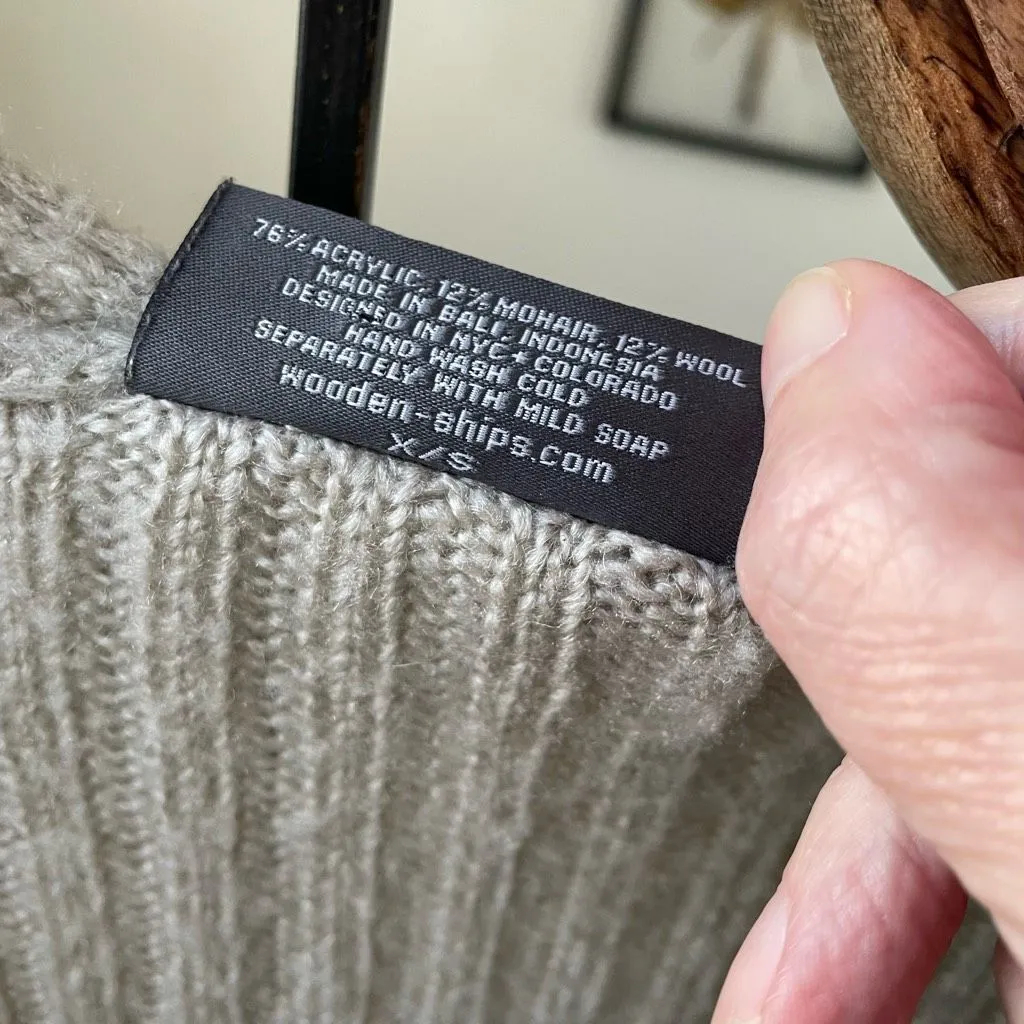 76% ACRYLIC, 12% MOHAIR, 12% WOOL
MADE IN BALI, INDONESIA
DESIGNED IN NYC + COLORADO
HAND WASH COLD
SEPARATELY WITH MILD SOAP
wooden-ships.com
X/S